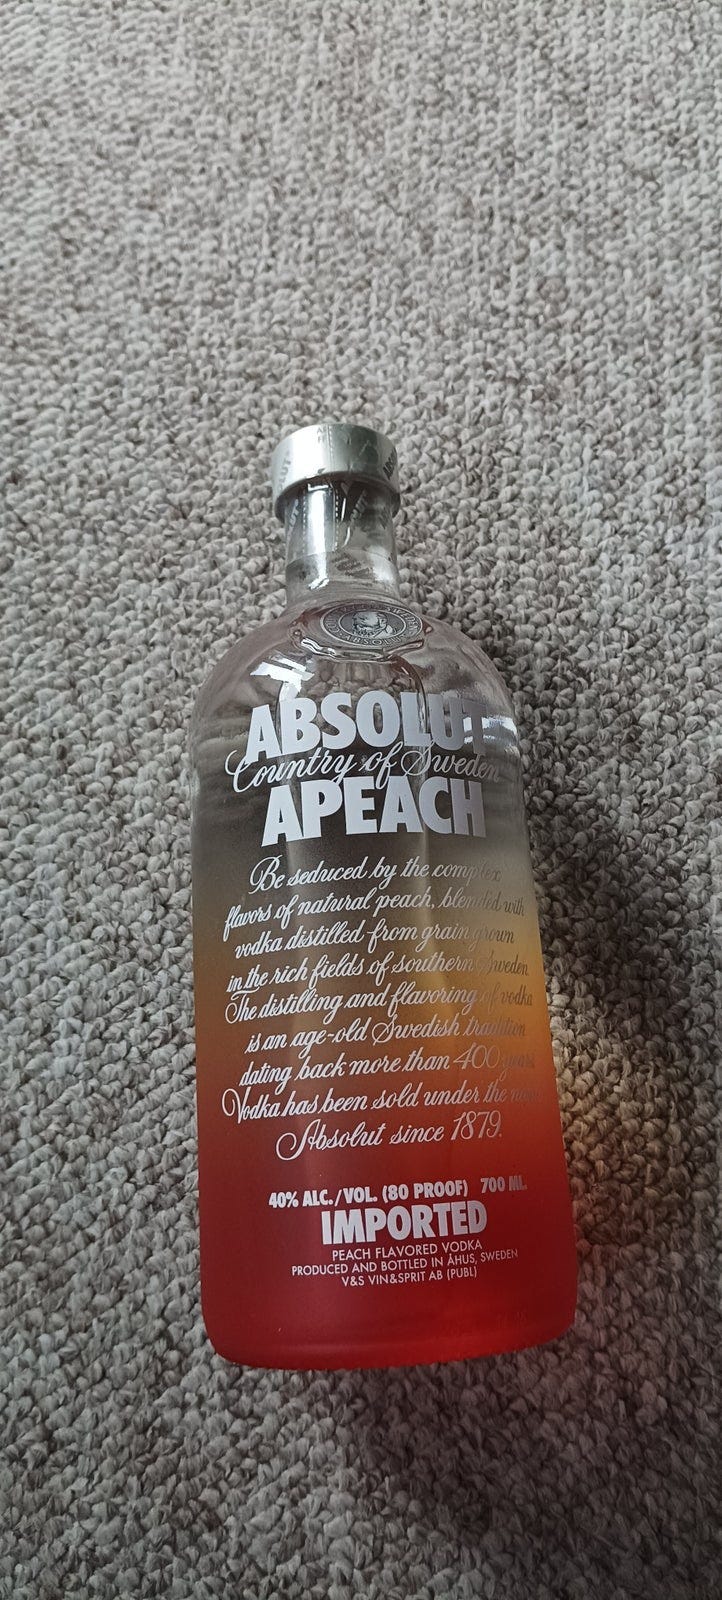 ABSOLUT
Country of Sweden
APEACH
Be seduced by the complex
flavors of natural peach, blended with
vodka distilled from grain grown
in the rich fields of southern Sweden
The distilling and flavoring of vodka
is an age-old Swedish tradition
dating back more than 400 years
Vodka has been sold under the name
Absolut since 1879.
40% ALC./VOL. (80 PROOF) 700 ML.
IMPORTED
PEACH FLAVORED VODKA
PRODUCED AND BOTTLED IN ÅHUS, SWEDEN
V&S VIN&SPRIT AB (PUBL)